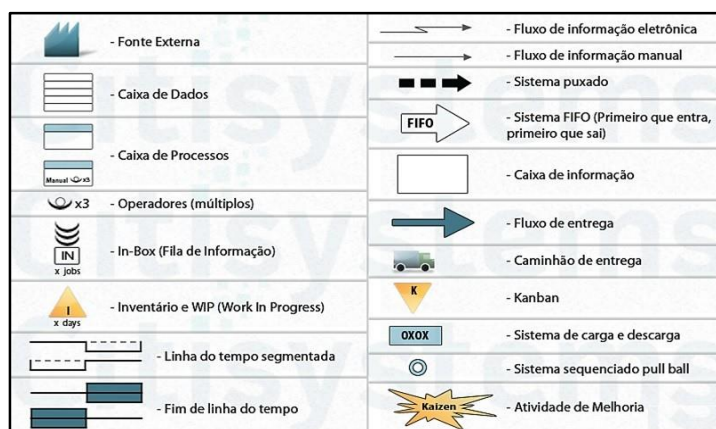 - Fonte Externa
- Caixa de Dados
- Caixa de Processos
Manual x3
x3 - Operadores (múltiplos)
IN
x jobs
- In-Box (Fila de Informação)
I
x days
- Inventário e WIP (Work In Progress)
- Linha do tempo segmentada
- Fim de linha do tempo
- Fluxo de informação eletrônica
- Fluxo de informação manual
- Sistema puxado
FIFO
- Sistema FIFO (Primeiro que entra,
primeiro que sai)
- Caixa de informação
- Fluxo de entrega
- Caminhão de entrega
K
- Kanban
OXOX
- Sistema de carga e descarga
- Sistema sequenciado pull ball
Kaizen
- Atividade de Melhoria
Citisystems
Citisystems
Citisystems